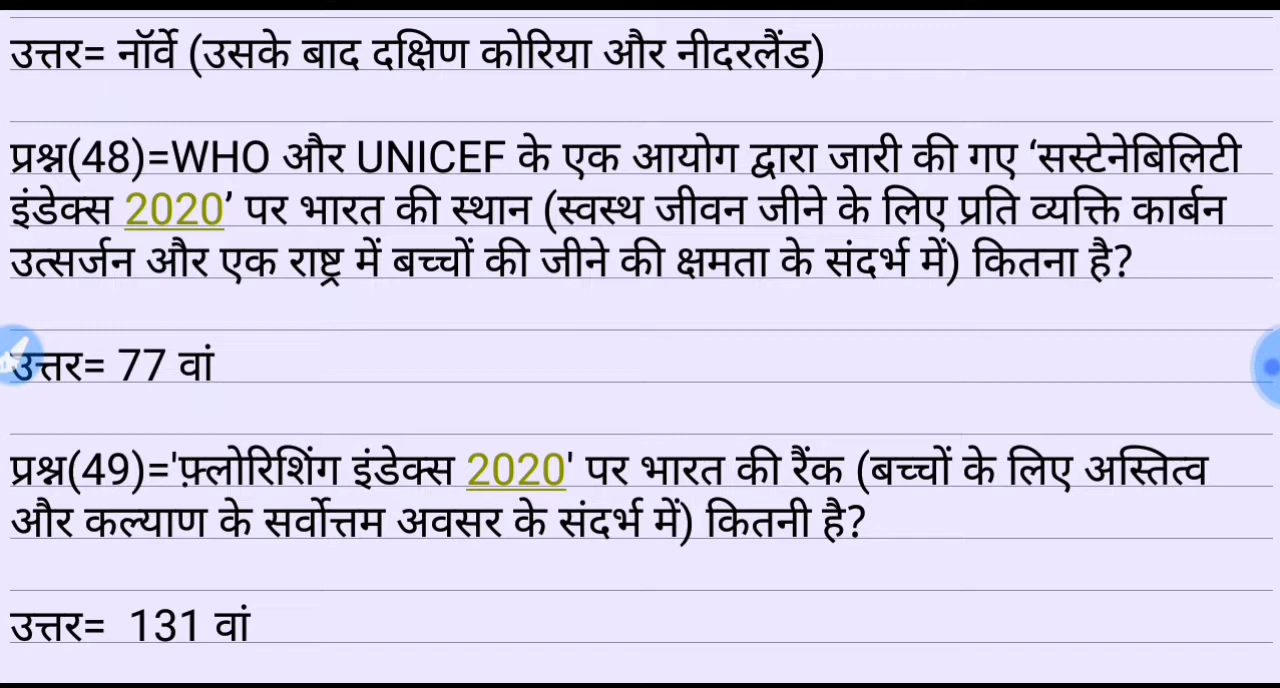 उत्तर= नॉर्वे (उसके बाद दक्षिण कोरिया और नीदरलैंड)
प्रश्न(48)=WHO और UNICEF के एक आयोग द्वारा जारी की गए ‘सस्टेनेबिलिटी
इंडेक्स 2020’ पर भारत की स्थान (स्वस्थ जीवन जीने के लिए प्रति व्यक्ति कार्बन
उत्सर्जन और एक राष्ट्र में बच्चों की जीने की क्षमता के संदर्भ में) कितना है?
उत्तर= 77 वां
प्रश्न(49)='फ़्लोरिशिंग इंडेक्स 2020' पर भारत की रैंक (बच्चों के लिए अस्तित्व
और कल्याण के सर्वोत्तम अवसर के संदर्भ में) कितनी है?
उत्तर= 131 वां